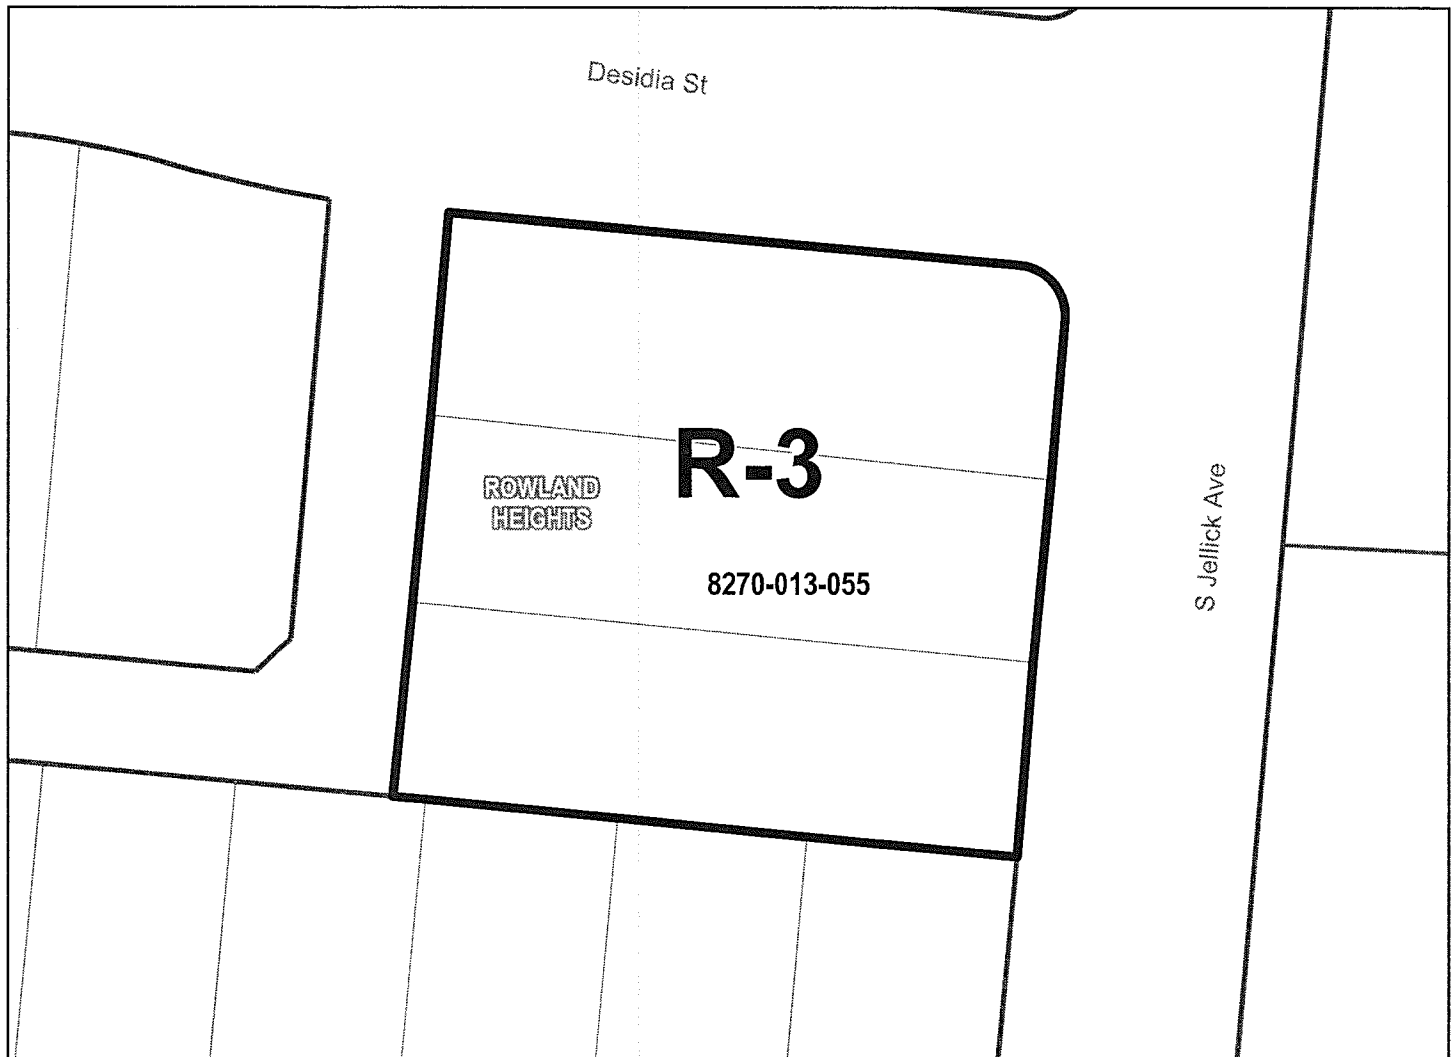 Desidia St
R-3
ROWLAND
HEIGHTS
8270-013-055
S Jellick Ave